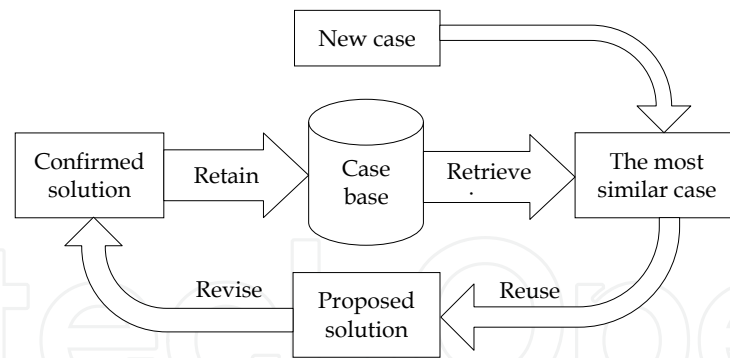 New case
Confirmed
solution
Retain
Case
base
Retrieve
The most
similar case
Revise
Proposed
solution
Reuse